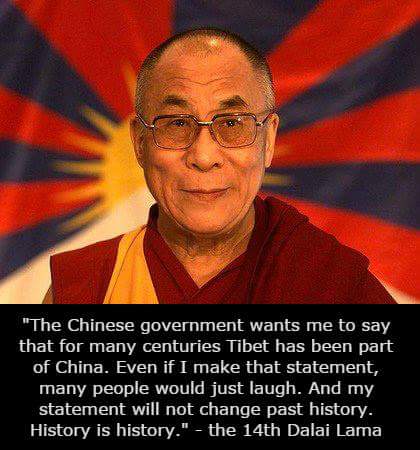 "The Chinese government wants me to say
that for many centuries Tibet has been part
of China. Even if I make that statement,
many people would just laugh. And my
statement will not change past history.
History is history." - the 14th Dalai Lama